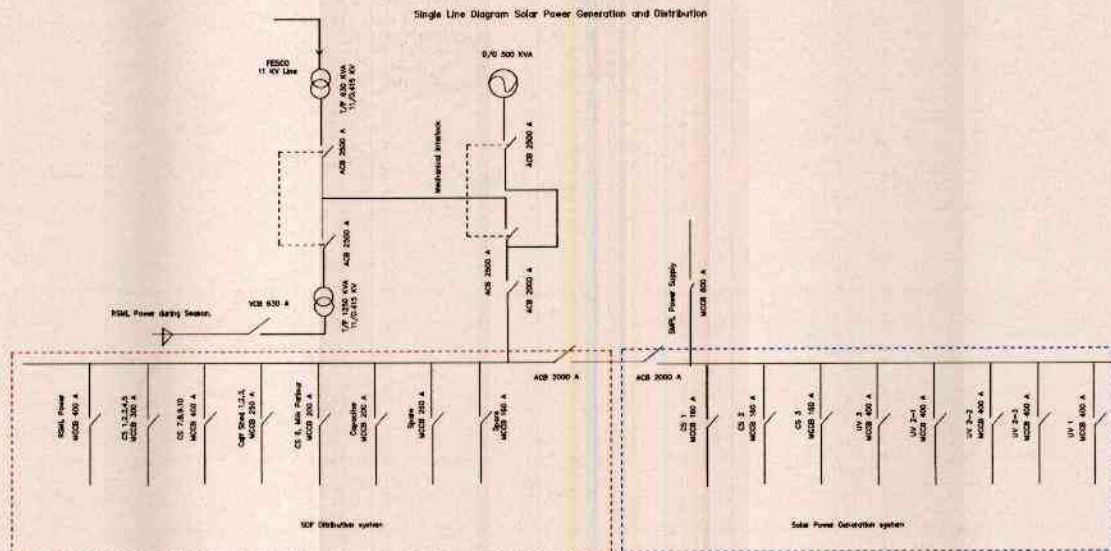 Single Line Diagram Solar Power Generation and Distribution
FESCO
11 KV Line
T/F 630 KVA
11/0.415 KV
D/G 500 KVA
ACB 2500 A
ACB 2500 A
Mechanical Interlock
ACB 2500 A
ACB 2500 A
ACB 2000 A
T/F 1250 KVA
11/0.415 KV
VCB 630 A
RSML Power during Season.
SMPL Power Supply
MCCB 800 A
ACB 3000 A
ACB 2000 A
RSML Power
MCCB 400 A
CS 1,2,3,4,5
MCCB 300 A
CS 7,8,9,10
MCCB 400 A
Calf Shed 1,2,3,
MCCB 250 A
CS 6, Milk Parlour
MCCB 200 A
Capacitor
MCCB 200 A
Spare
MCCB 250 A
Spare
MCCB 160 A
CS 1
MCCB 160 A
CS 2
MCCB 160 A
CS 3
MCCB 160 A
UV 3
MCCB 400 A
UV 2-1
MCCB 400 A
UV 2-2
MCCB 400 A
UV 2-3
MCCB 400 A
UV 1
MCCB 400 A
SDF Ditribution system
Solar Power Generation system